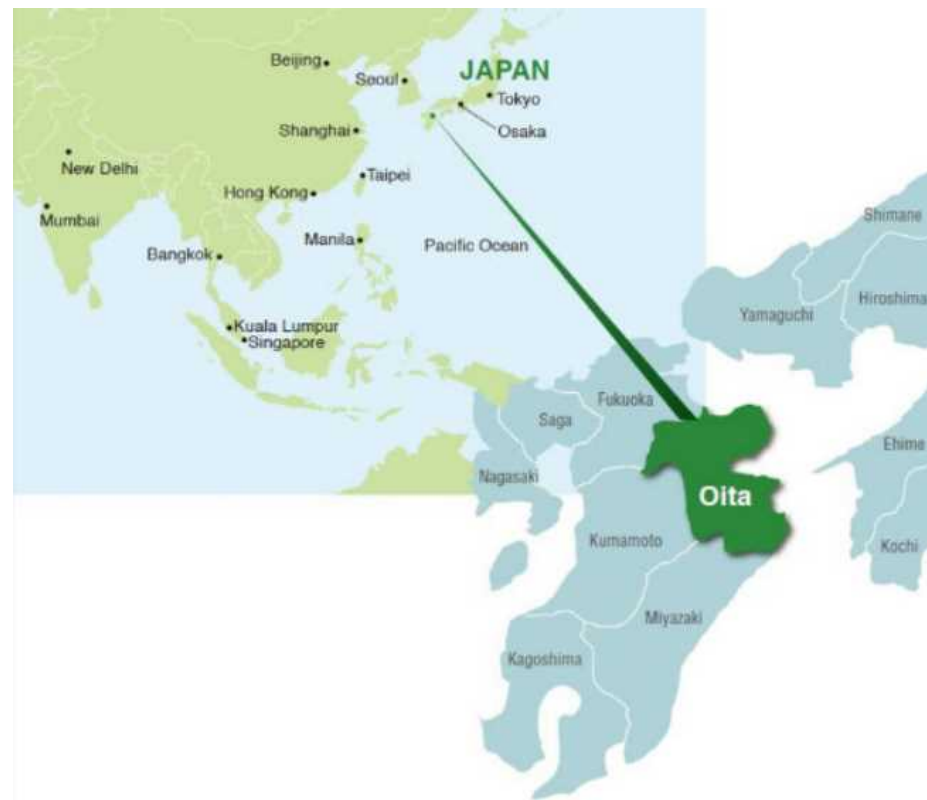 Beijing
Seoul
JAPAN
Tokyo
Osaka
Shanghai
New Delhi
Taipei
Hong Kong
Mumbai
Manila
Pacific Ocean
Bangkok
Kuala Lumpur
Singapore
Shimane
Hiroshima
Yamaguchi
Fukuoka
Saga
Ehime
Nagasaki
Oita
Kumamoto
Kochi
Miyazaki
Kagoshima